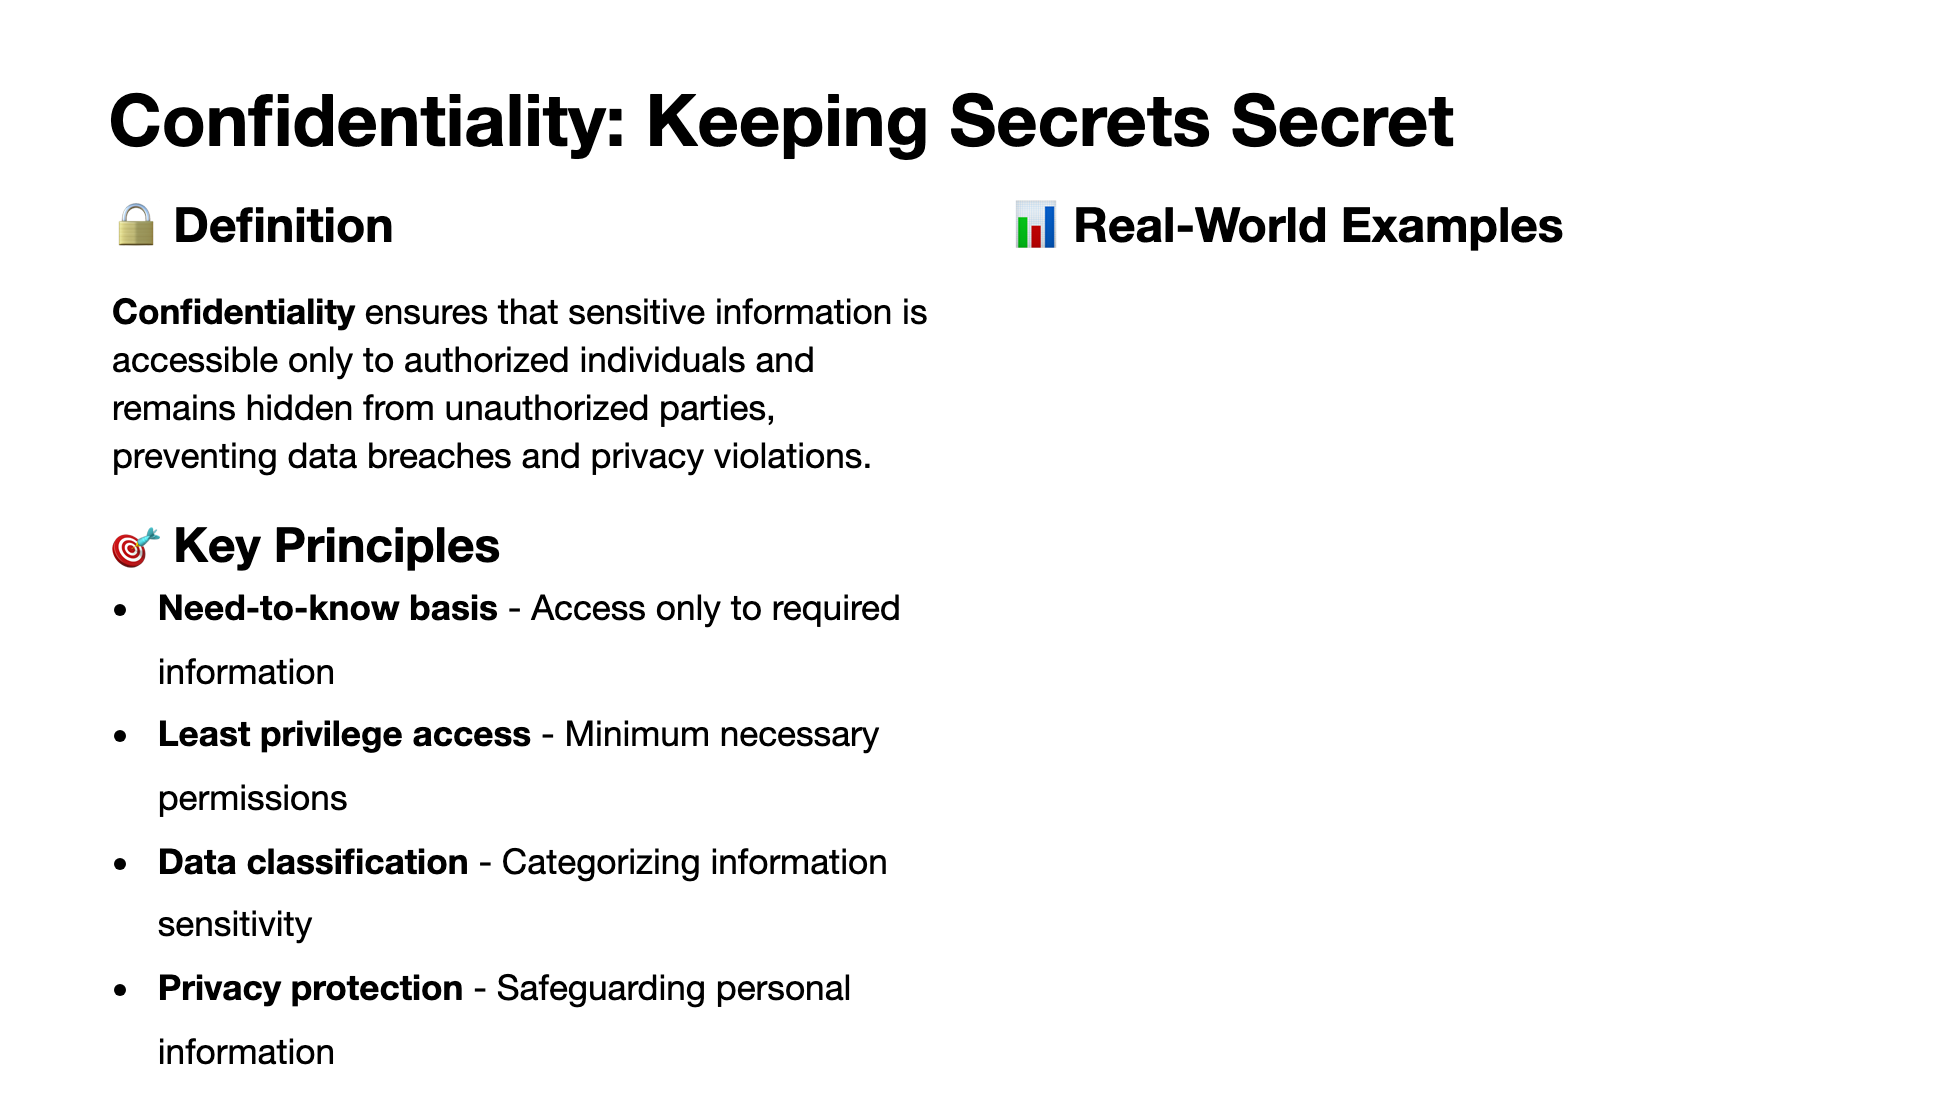 Confidentiality: Keeping Secrets Secret
🔒 Definition
Confidentiality ensures that sensitive information is
accessible only to authorized individuals and
remains hidden from unauthorized parties,
preventing data breaches and privacy violations.
🎯 Key Principles
• Need-to-know basis - Access only to required
information
• Least privilege access - Minimum necessary
permissions
• Data classification - Categorizing information
sensitivity
• Privacy protection - Safeguarding personal
information
📊 Real-World Examples